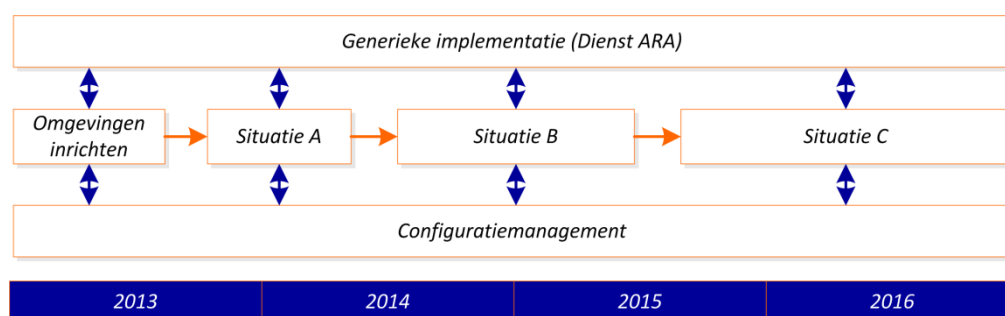 Generieke implementatie (Dienst ARA)
Omgevingen
inrichten
Situatie A
Situatie B
Situatie C
Configuratiemanagement
2013
2014
2015
2016